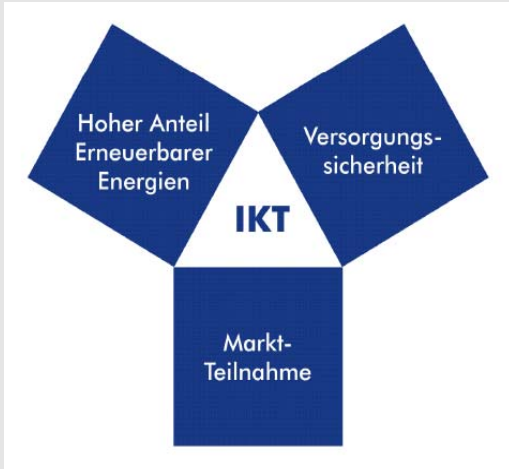 Hoher Anteil
Erneuerbarer
Energien
Versorgungs-
sicherheit
IKT
Markt-
Teilnahme